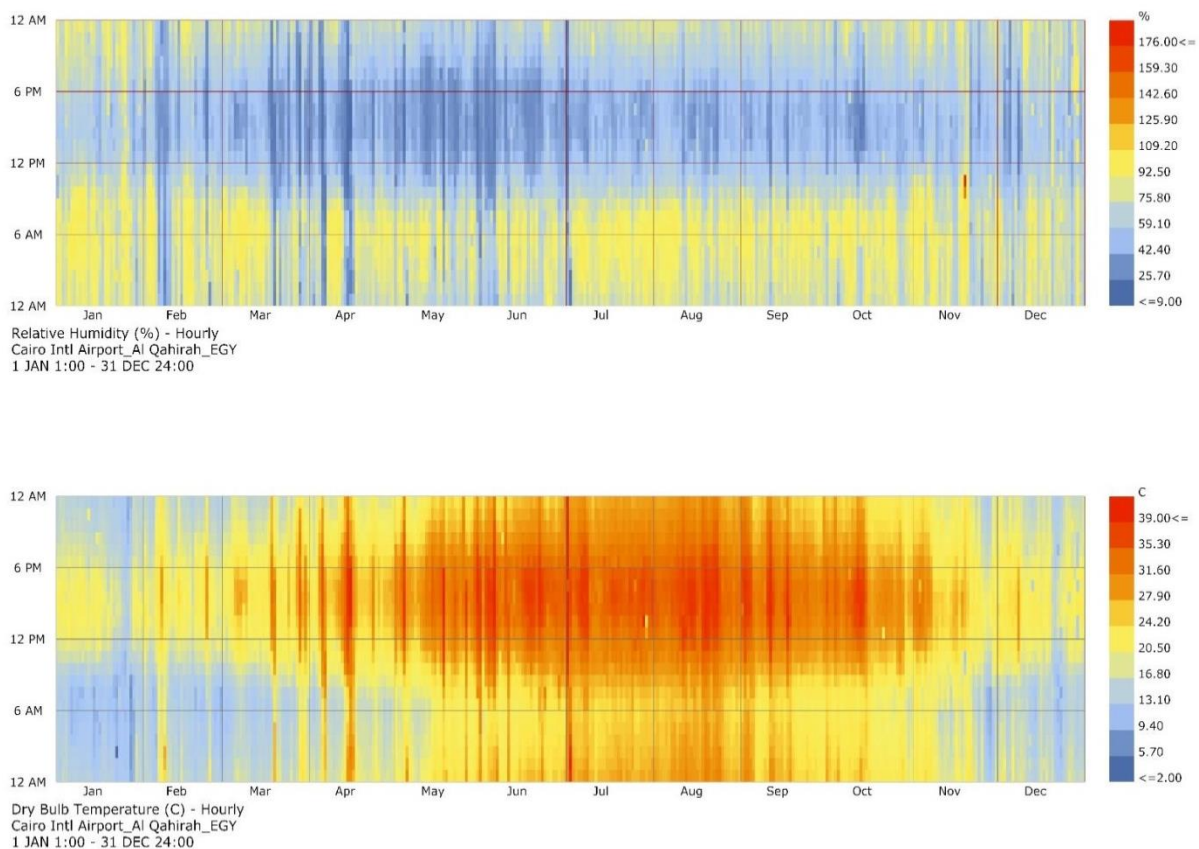 12 AM
6 PM
12 PM
6 AM
12 AM
Jan Feb Mar Apr May Jun Jul Aug Sep Oct Nov Dec
%
176.00<=
159.30
142.60
125.90
109.20
92.50
75.80
59.10
42.40
25.70
<=9.00
Relative Humidity (%) - Hourly
Cairo Intl Airport_Al Qahirah_EGY
1 JAN 1:00 - 31 DEC 24:00
12 AM
6 PM
12 PM
6 AM
12 AM
Jan Feb Mar Apr May Jun Jul Aug Sep Oct Nov Dec
C
39.00<=
35.30
31.60
27.90
24.20
20.50
16.80
13.10
9.40
5.70
<=2.00
Dry Bulb Temperature (C) - Hourly
Cairo Intl Airport_Al Qahirah_EGY
1 JAN 1:00 - 31 DEC 24:00